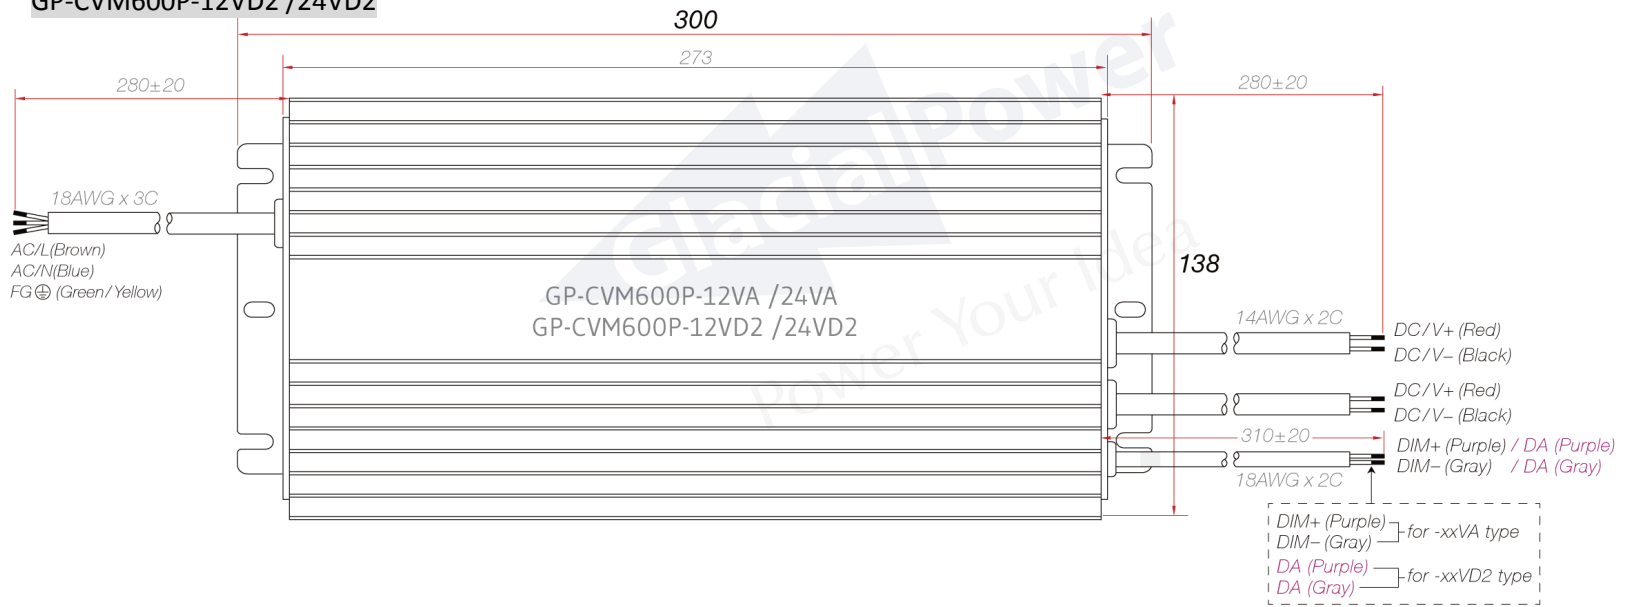 GP-CVM600P-12VD2 /24VD2
300
273
280±20
280±20
18AWG x 3C
AC/L(Brown)
AC/N(Blue)
FG (Green/Yellow)
GlacialPower
Power Your Idea
138
GP-CVM600P-12VA /24VA
GP-CVM600P-12VD2 /24VD2
14AWG x 2C
DC/V+ (Red)
DC/V– (Black)
DC/V+ (Red)
DC/V– (Black)
310±20
DIM+ (Purple) / DA (Purple)
DIM– (Gray) / DA (Gray)
18AWG x 2C
DIM+ (Purple)
DIM– (Gray)
for -xxVA type
DA (Purple)
DA (Gray)
for -xxVD2 type